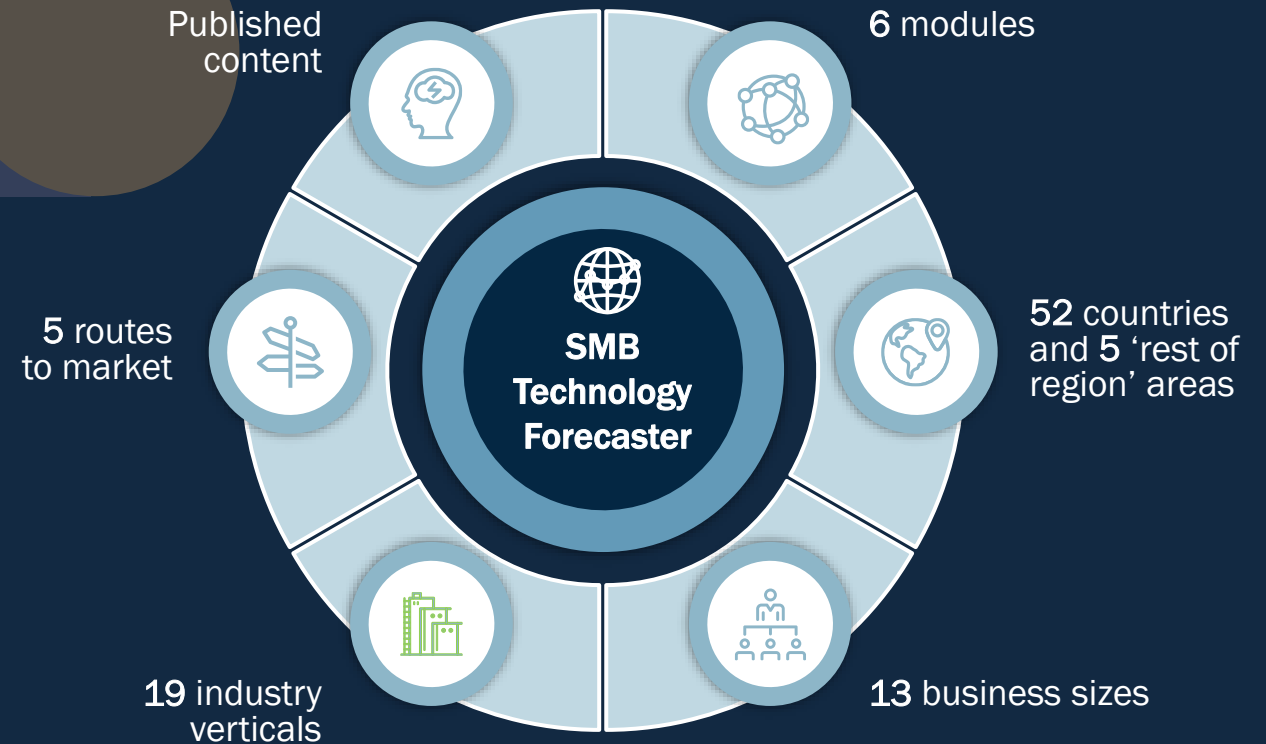 Published
content
6 modules
5 routes
to market
SMB
Technology
Forecaster
52 countries
and 5 ‘rest of
region’ areas
19 industry
verticals
13 business sizes